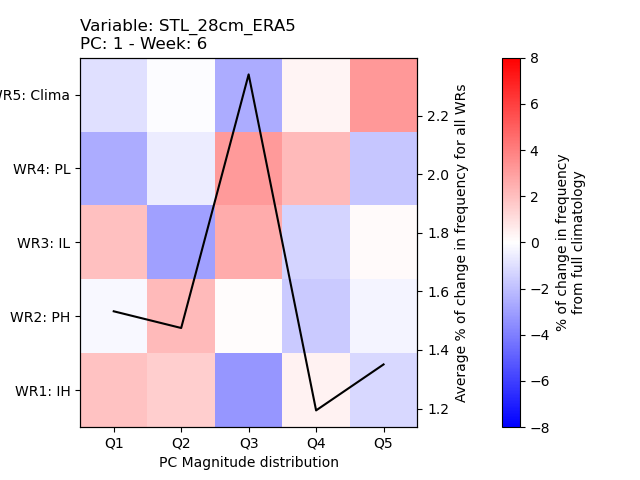 Variable: STL_28cm_ERA5
PC: 1 - Week: 6
R5: Clima
WR4: PL
WR3: IL
WR2: PH
WR1: IH
Q1 Q2 Q3 Q4 Q5
PC Magnitude distribution
2.2
2.0
1.8
1.6
1.4
1.2
Average % of change in frequency for all WRs
8
6
4
2
0
−2
−4
−6
−8
% of change in frequency
from full climatology